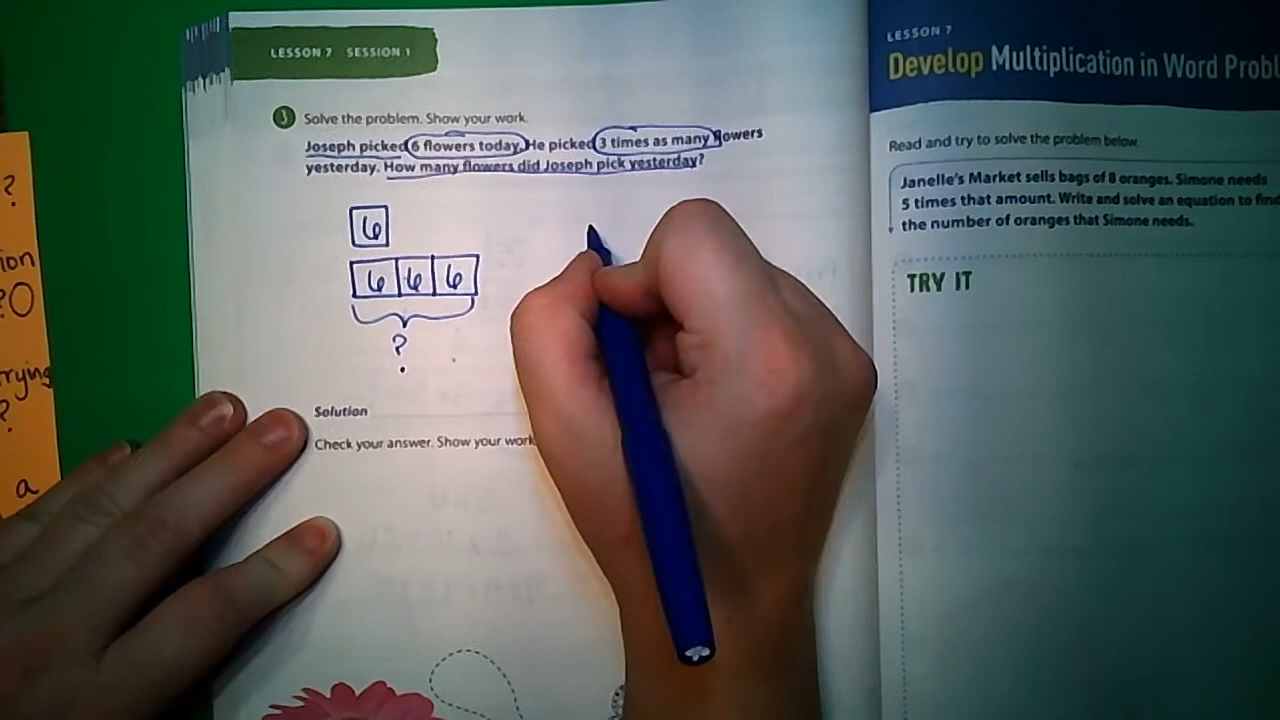 ?
ion
?O
rying
?
a
LESSON 7 SESSION 1
3 Solve the problem. Show your work.
Joseph picked 6 flowers today. He picked 3 times as many flowers
yesterday. How many flowers did Joseph pick yesterday?
6
6 6 6
?
Solution
Check your answer. Show your work
LESSON 7
Develop Multiplication in Word Probl
Read and try to solve the problem below.
Janelle's Market sells bags of 8 oranges. Simone needs
5 times that amount. Write and solve an equation to find
the number of oranges that Simone needs.
TRY IT